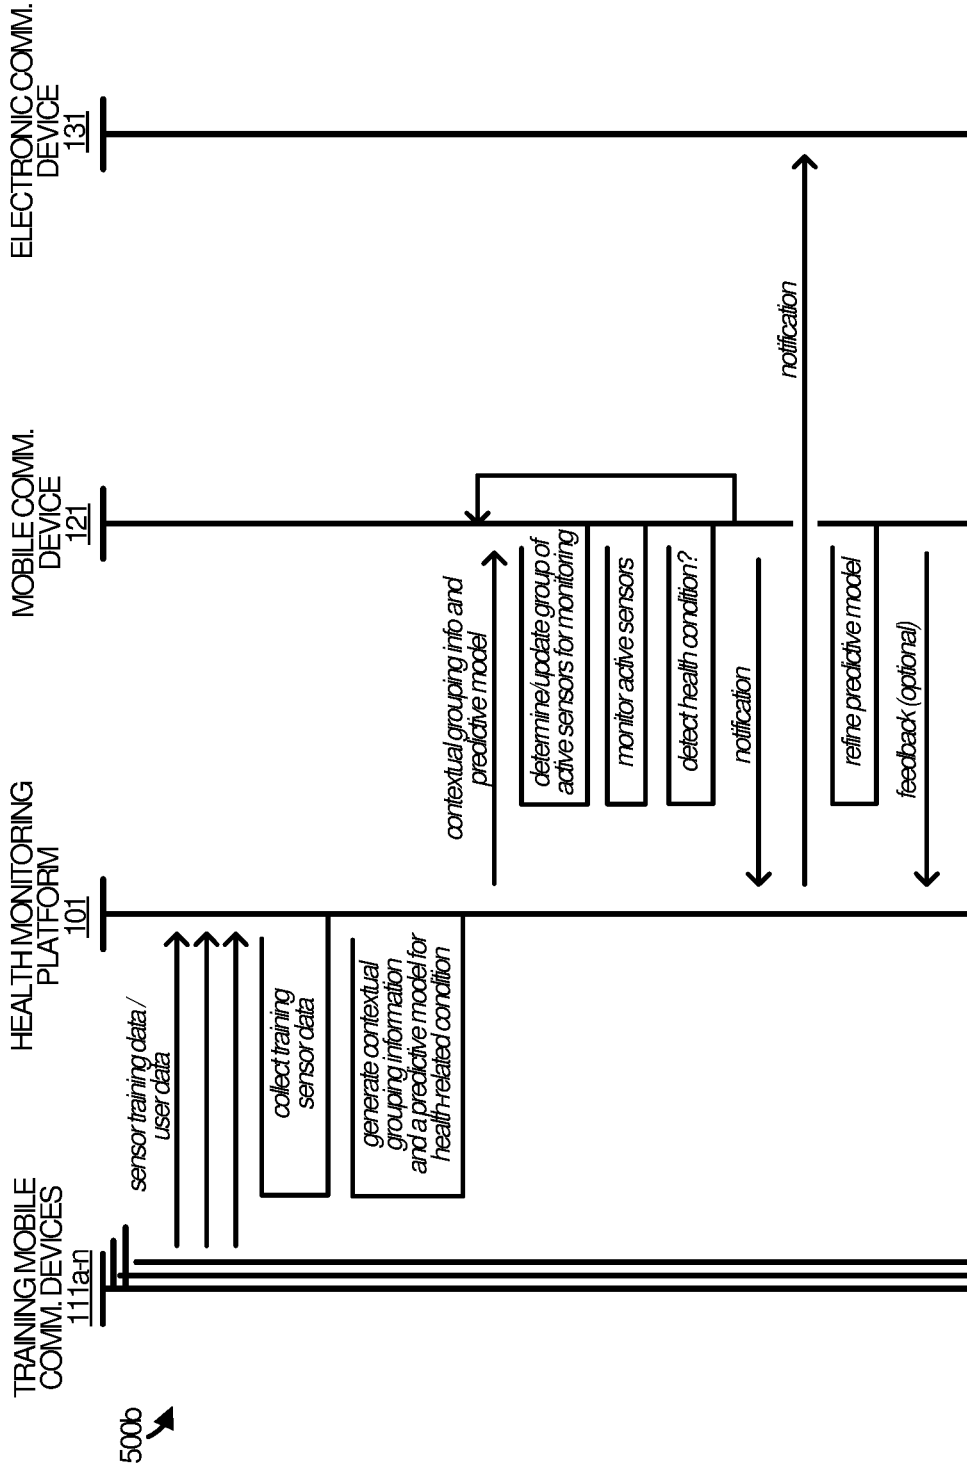 500b
TRAINING MOBILE
COMM. DEVICES
111a-n
HEALTH MONITORING
PLATFORM
101
MOBILE COMM.
DEVICE
121
ELECTRONIC COMM.
DEVICE
131
sensor training data /
user data
collect training
sensor data
generate contextual
grouping information
and a predictive model for
health-related condition
contextual grouping info and
predictive model
determine/update group of
active sensors for monitoring
monitor active sensors
detect health condition?
notification
notification
refine predictive model
feedback (optional)